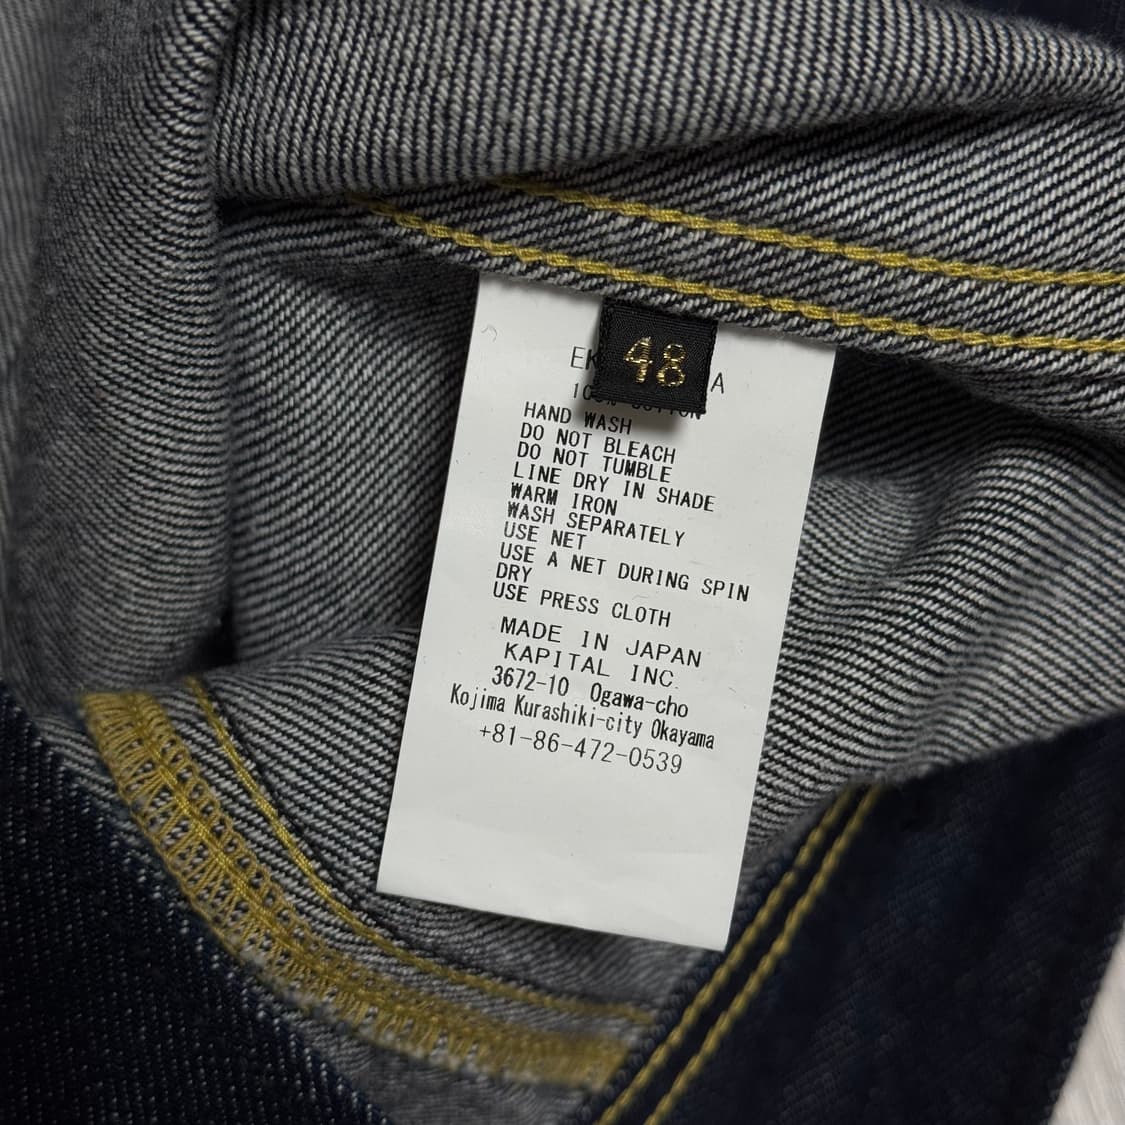 48
HAND WASH
DO NOT BLEACH
DO NOT TUMBLE
LINE DRY IN SHADE
WARM IRON
WASH SEPARATELY
USE NET
USE A NET DURING SPIN
DRY
USE PRESS CLOTH
MADE IN JAPAN
KAPITAL INC.
3672-10 Ogawa-cho
Kojima Kurashiki-city Okayama
+81-86-472-0539